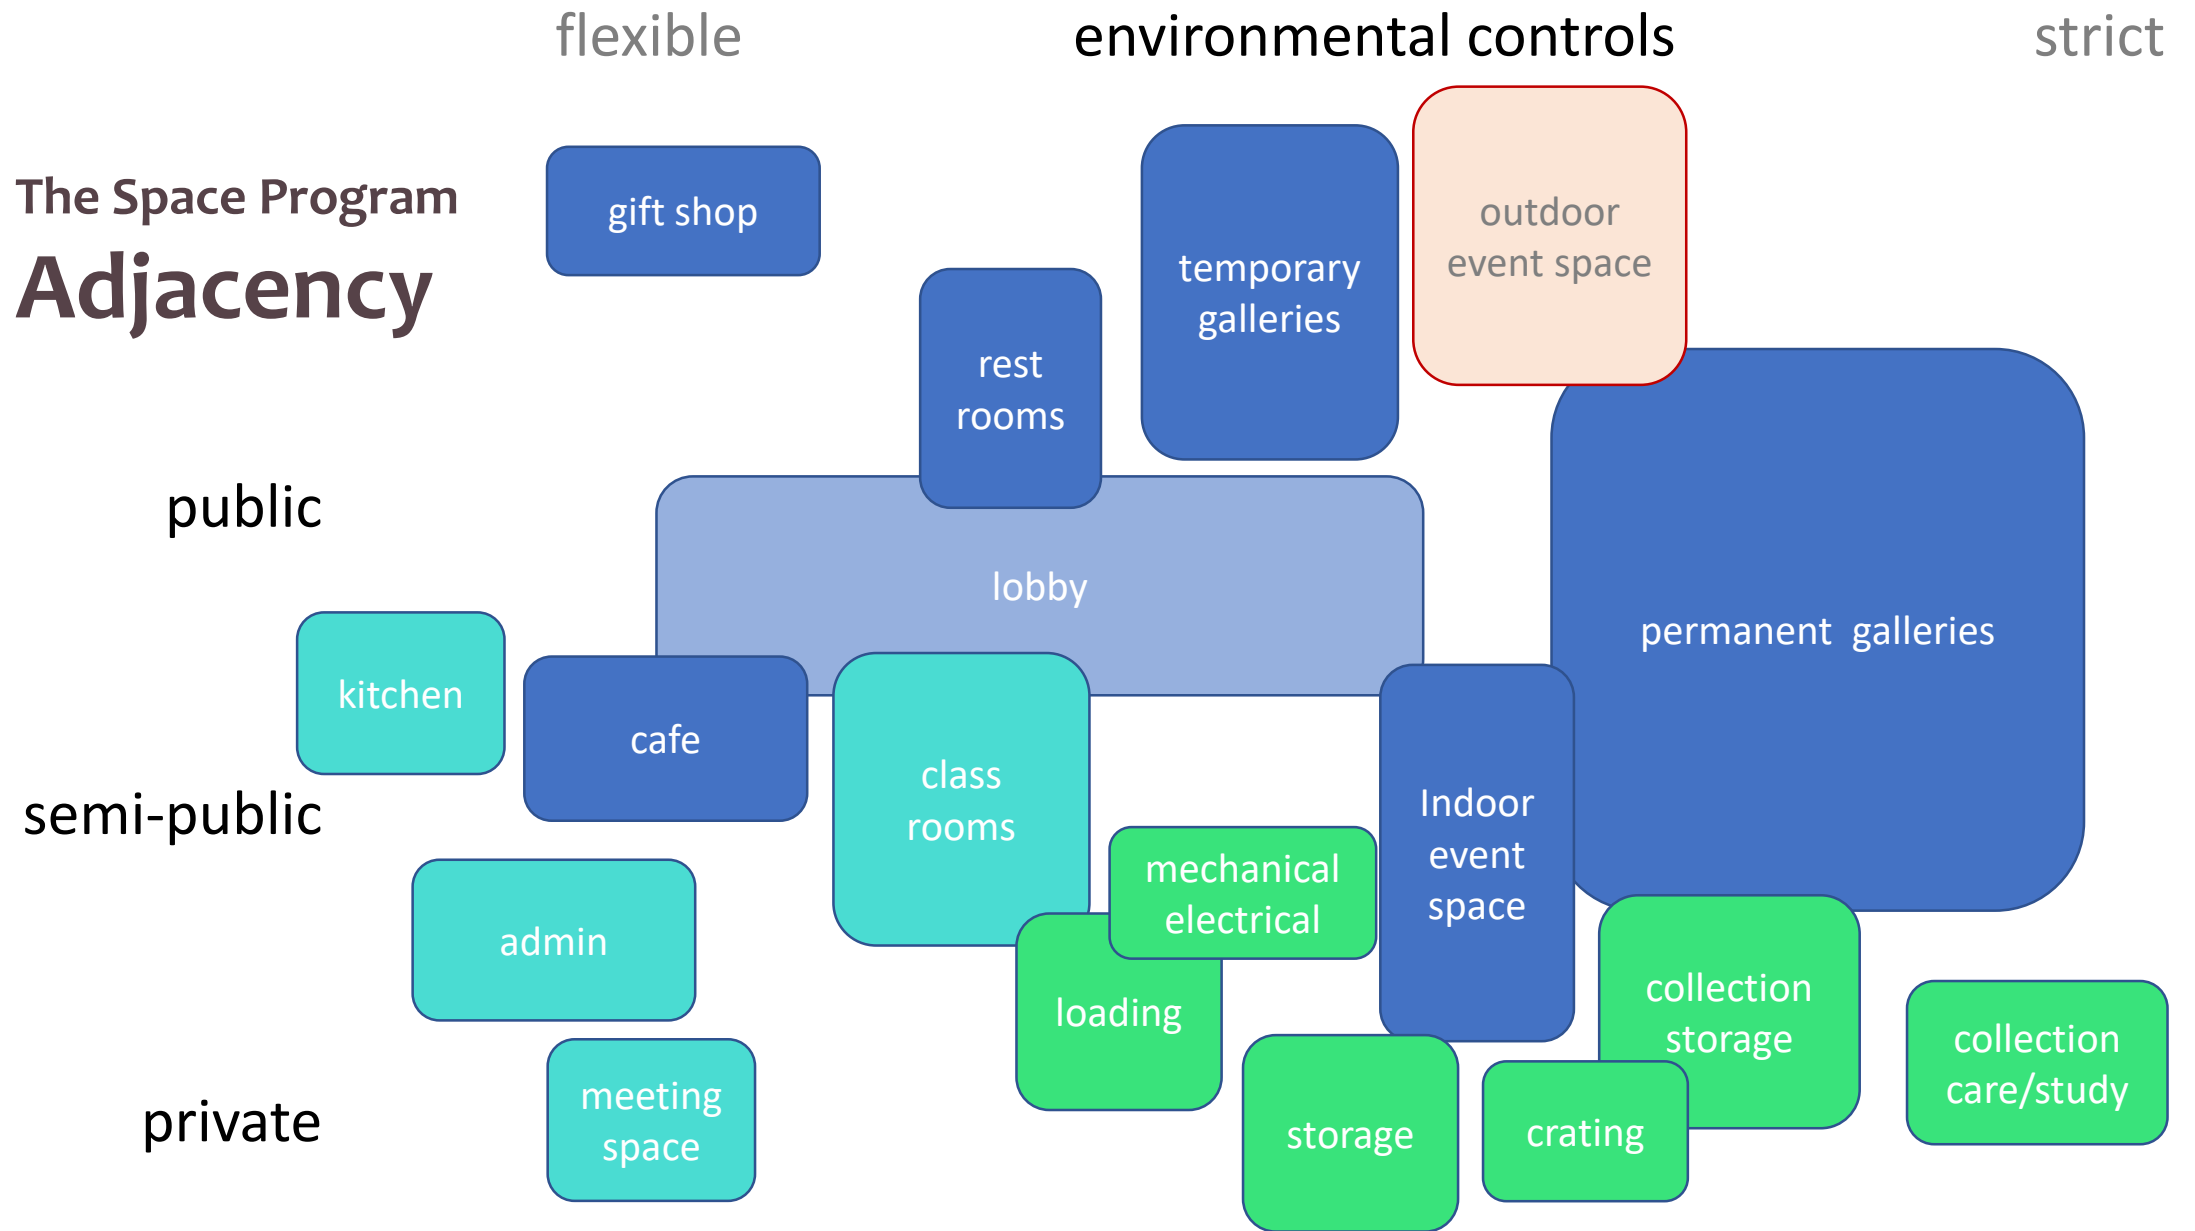 flexible
environmental controls
strict
The Space Program
Adjacency
gift shop
outdoor
event space
temporary
galleries
rest
rooms
public
lobby
permanent  galleries
kitchen
cafe
class
rooms
semi-public
Indoor
event
space
mechanical
electrical
admin
loading
collection
storage
collection
care/study
meeting
space
private
storage
crating